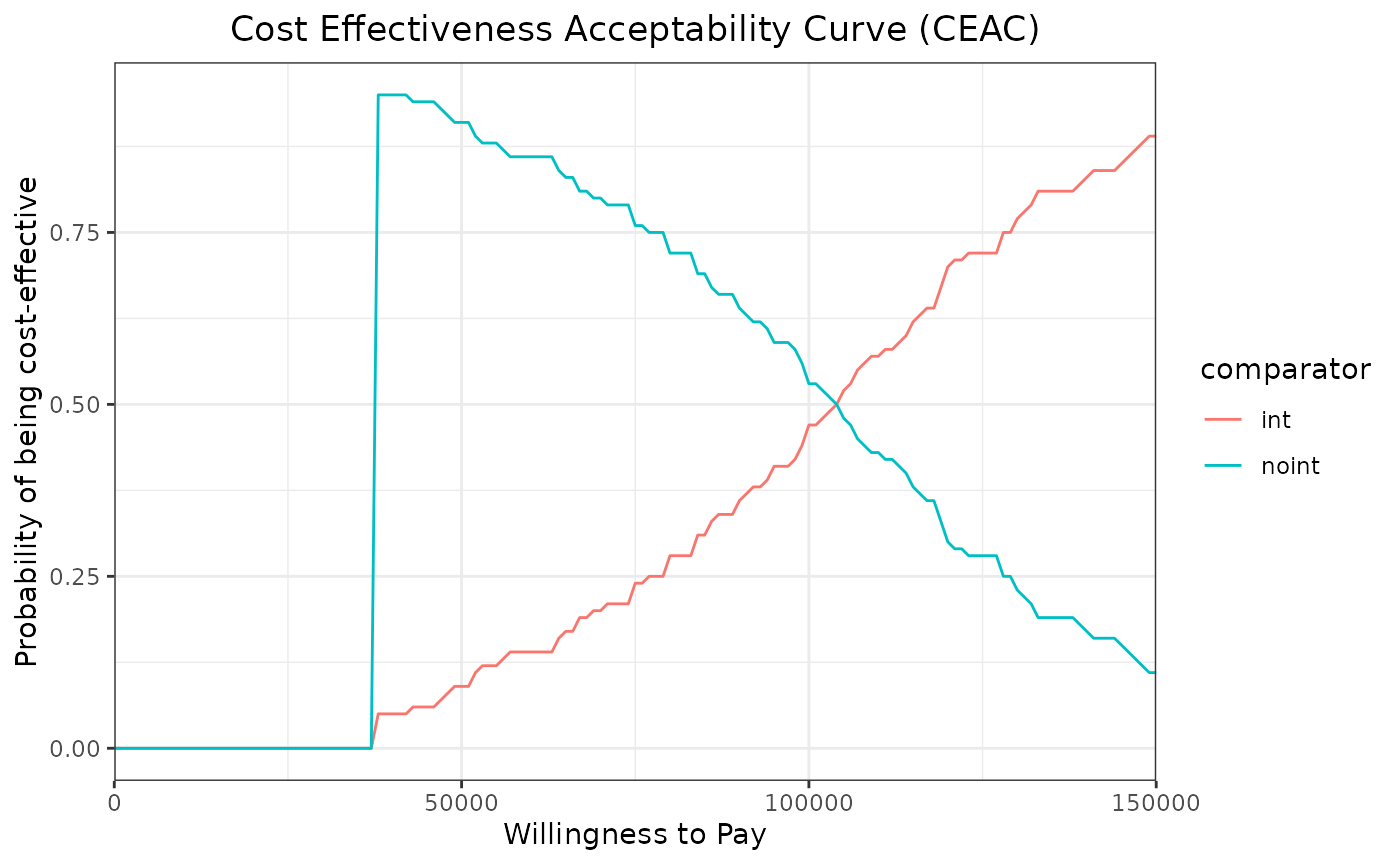 Cost Effectiveness Acceptability Curve (CEAC)
Probability of being cost-effective
0.75
0.50
0.25
0.00
0
50000
100000
150000
Willingness to Pay
comparator
int
noint